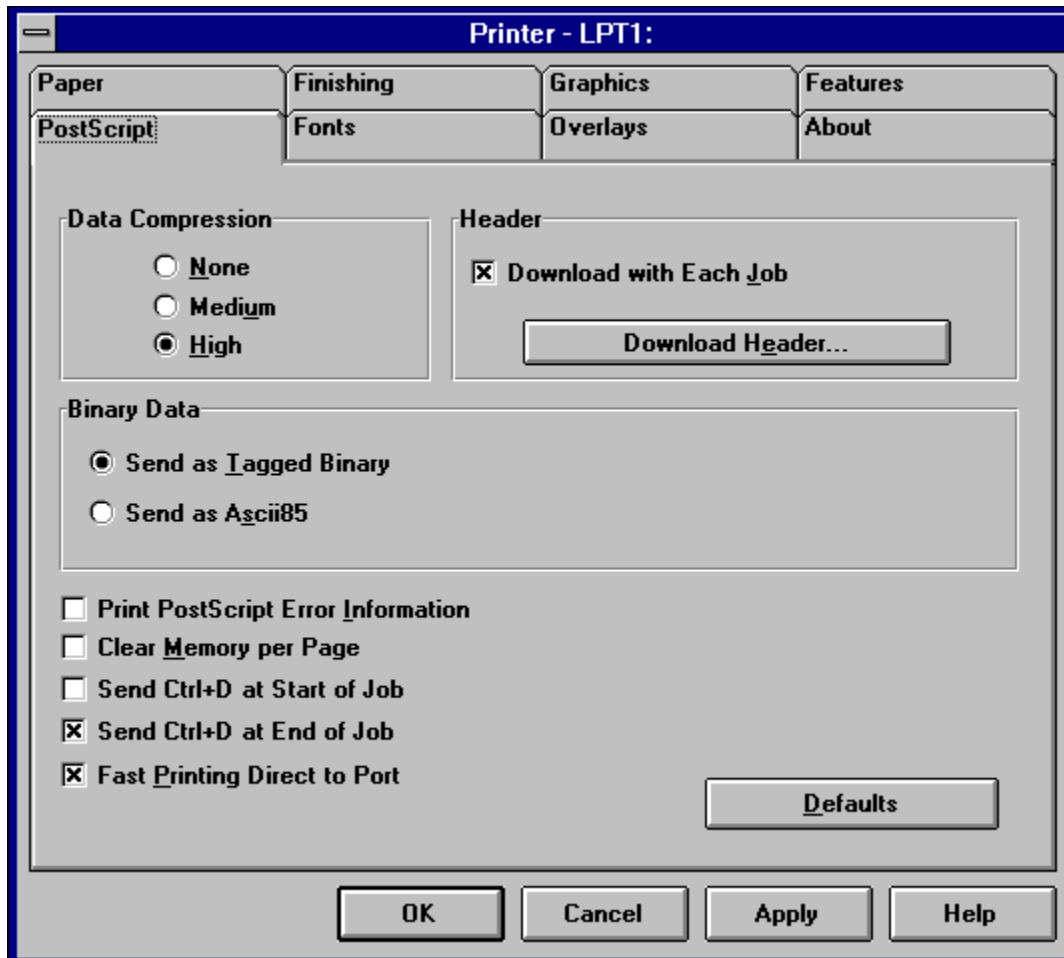 Printer - LPT1:
Paper Finishing Graphics Features
PostScript Fonts Overlays About
Data Compression
None
Medium
High
Header
Download with Each Job
Download Header...
Binary Data
Send as Tagged Binary
Send as Ascii85
Print PostScript Error Information
Clear Memory per Page
Send Ctrl+D at Start of Job
Send Ctrl+D at End of Job
Fast Printing Direct to Port
Defaults
OK Cancel Apply Help